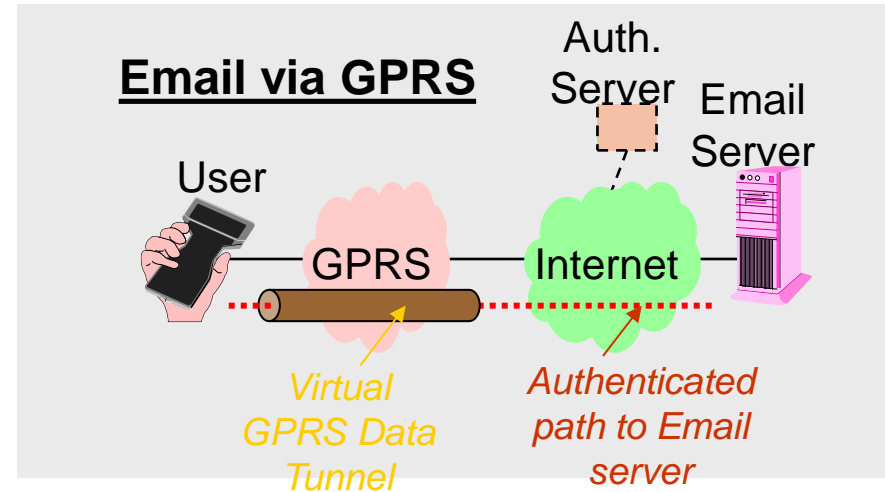 Email via GPRS
Auth.
Server
Email
Server
User
GPRS
Internet
Virtual
GPRS Data
Tunnel
Authenticated
path to Email
server